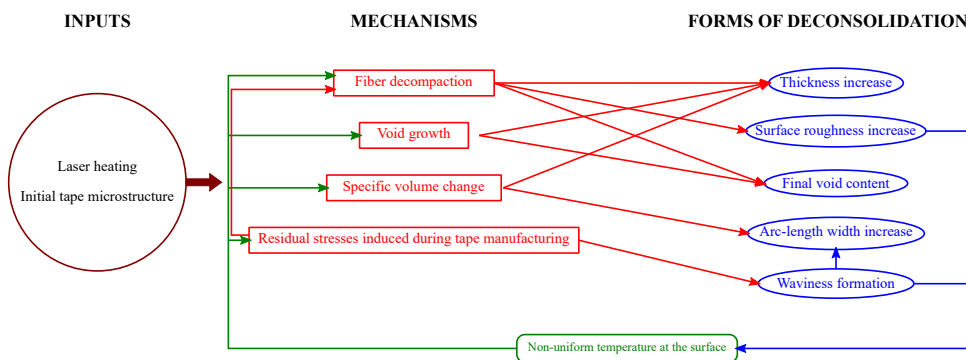 INPUTS
MECHANISMS
FORMS OF DECONSOLIDATION
Fiber decompaction
Thickness increase
Void growth
Surface roughness increase
Laser heating
Initial tape microstructure
Specific volume change
Final void content
Residual stresses induced during tape manufacturing
Arc-length width increase
Waviness formation
Non-uniform temperature at the surface